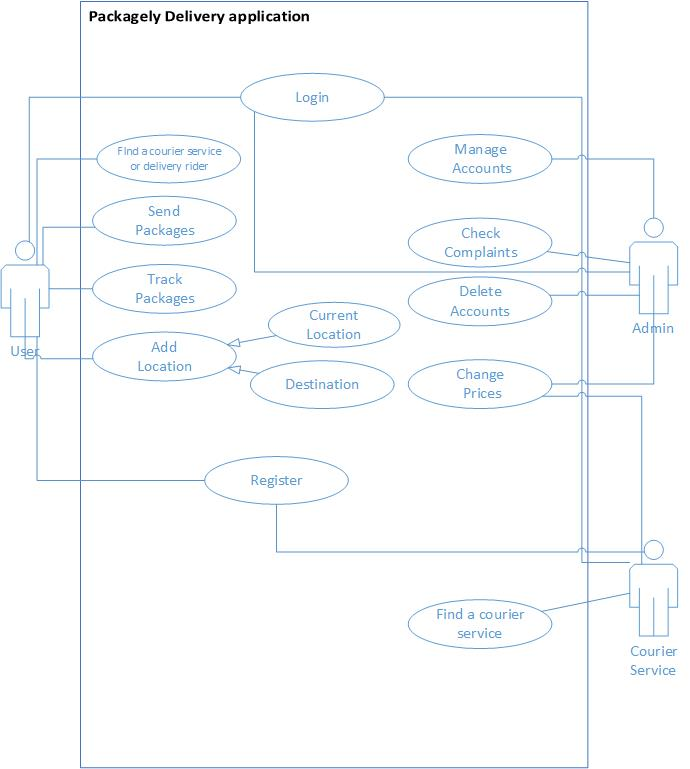 Packagely Delivery application
Login
FInd a courier service
or delivery rider
Manage
Accounts
Send
Packages
Check
Complaints
Track
Packages
Delete
Accounts
Current
Location
Admin
User
Add
Location
Destination
Change
Prices
Register
Find a courier
service
Courier
Service